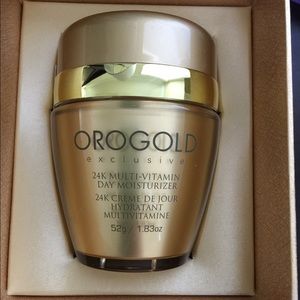 OROGOLD
exclusive
24K MULTI-VITAMIN
DAY MOISTURIZER
24K CRÈME DE JOUR
HYDRATANT
MULTIVITAMINE
52g / 1.83oz